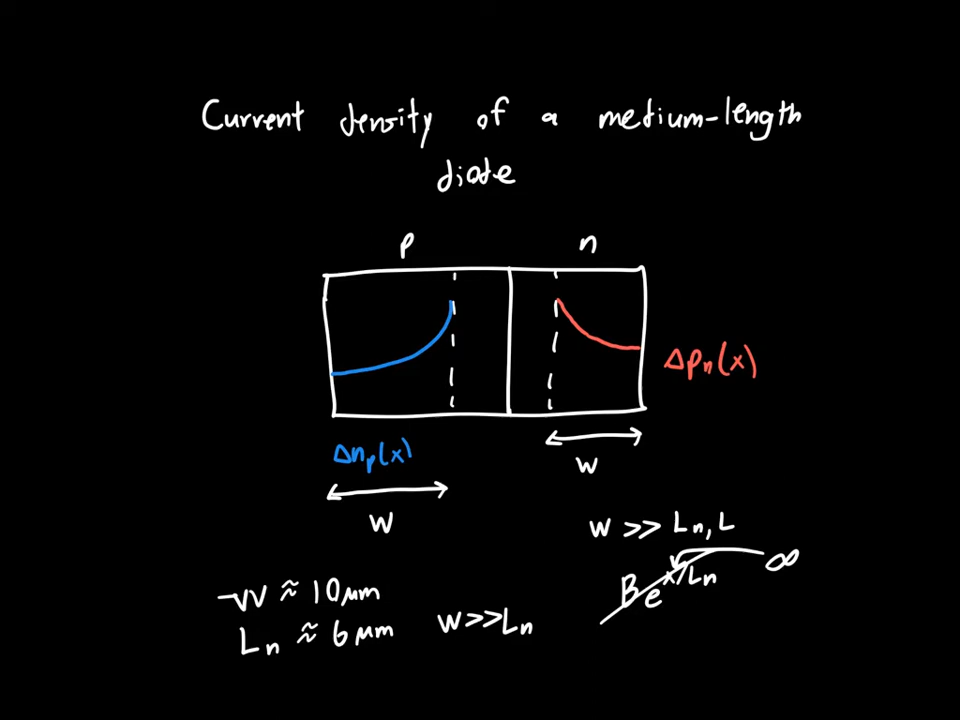 Current density of a medium-length
diode
p
n
Δpn(x)
Δnp(x)
W
W
W >> Ln, L
Be^x/Ln
∞
W ≈ 10μm
Ln ≈ 6μm
W>>Ln